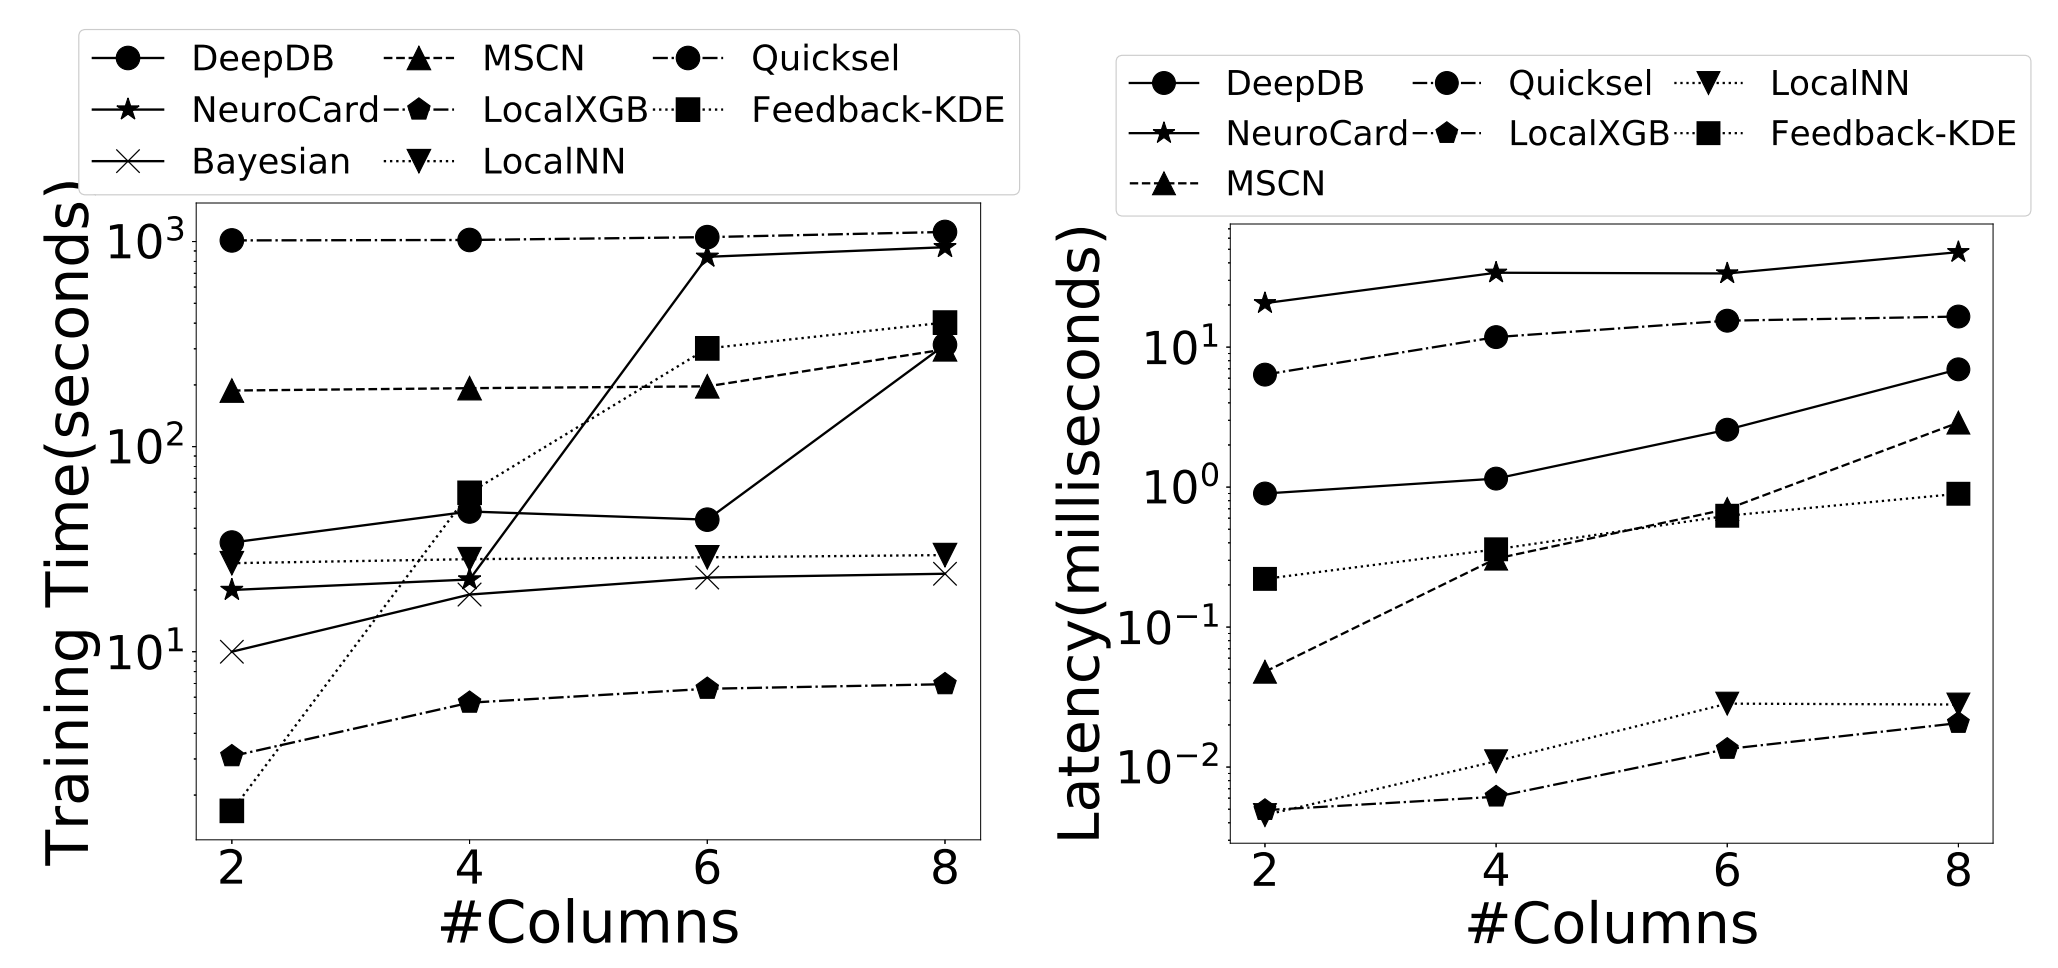 DeepDB MSCN Quicksel
NeuroCard LocalXGB Feedback-KDE
Bayesian LocalNN
Training Time(seconds)
10³
10²
10¹
2 4 6 8
#Columns
DeepDB Quicksel LocalNN
NeuroCard LocalXGB Feedback-KDE
MSCN
Latency(milliseconds)
10¹
10⁰
10⁻¹
10⁻²
2 4 6 8
#Columns